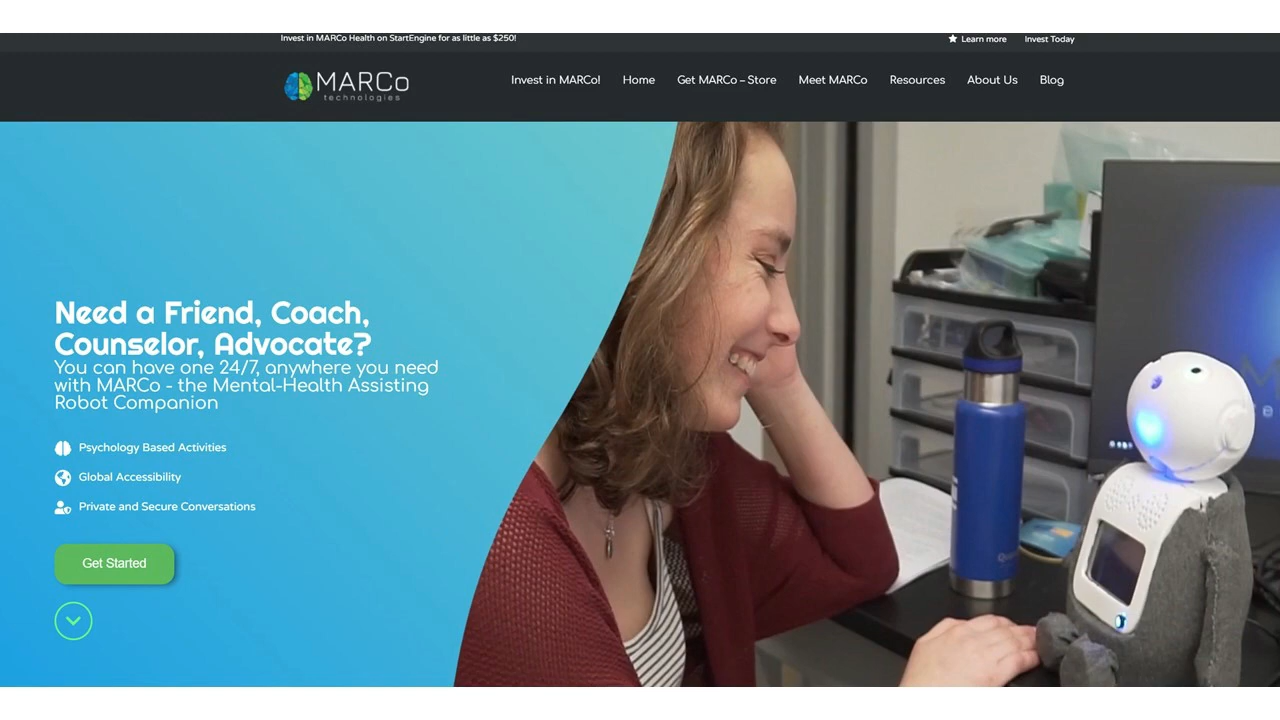 Invest in MARCo Health on StartEngine for as little as $250!
Learn more
Invest Today
MARCo
technologies
Invest in MARCo!
Home
Get MARCo – Store
Meet MARCo
Resources
About Us
Blog
Need a Friend, Coach,
Counselor, Advocate?
You can have one 24/7, anywhere you need
with MARCo - the Mental-Health Assisting
Robot Companion
Psychology Based Activities
Global Accessibility
Private and Secure Conversations
Get Started